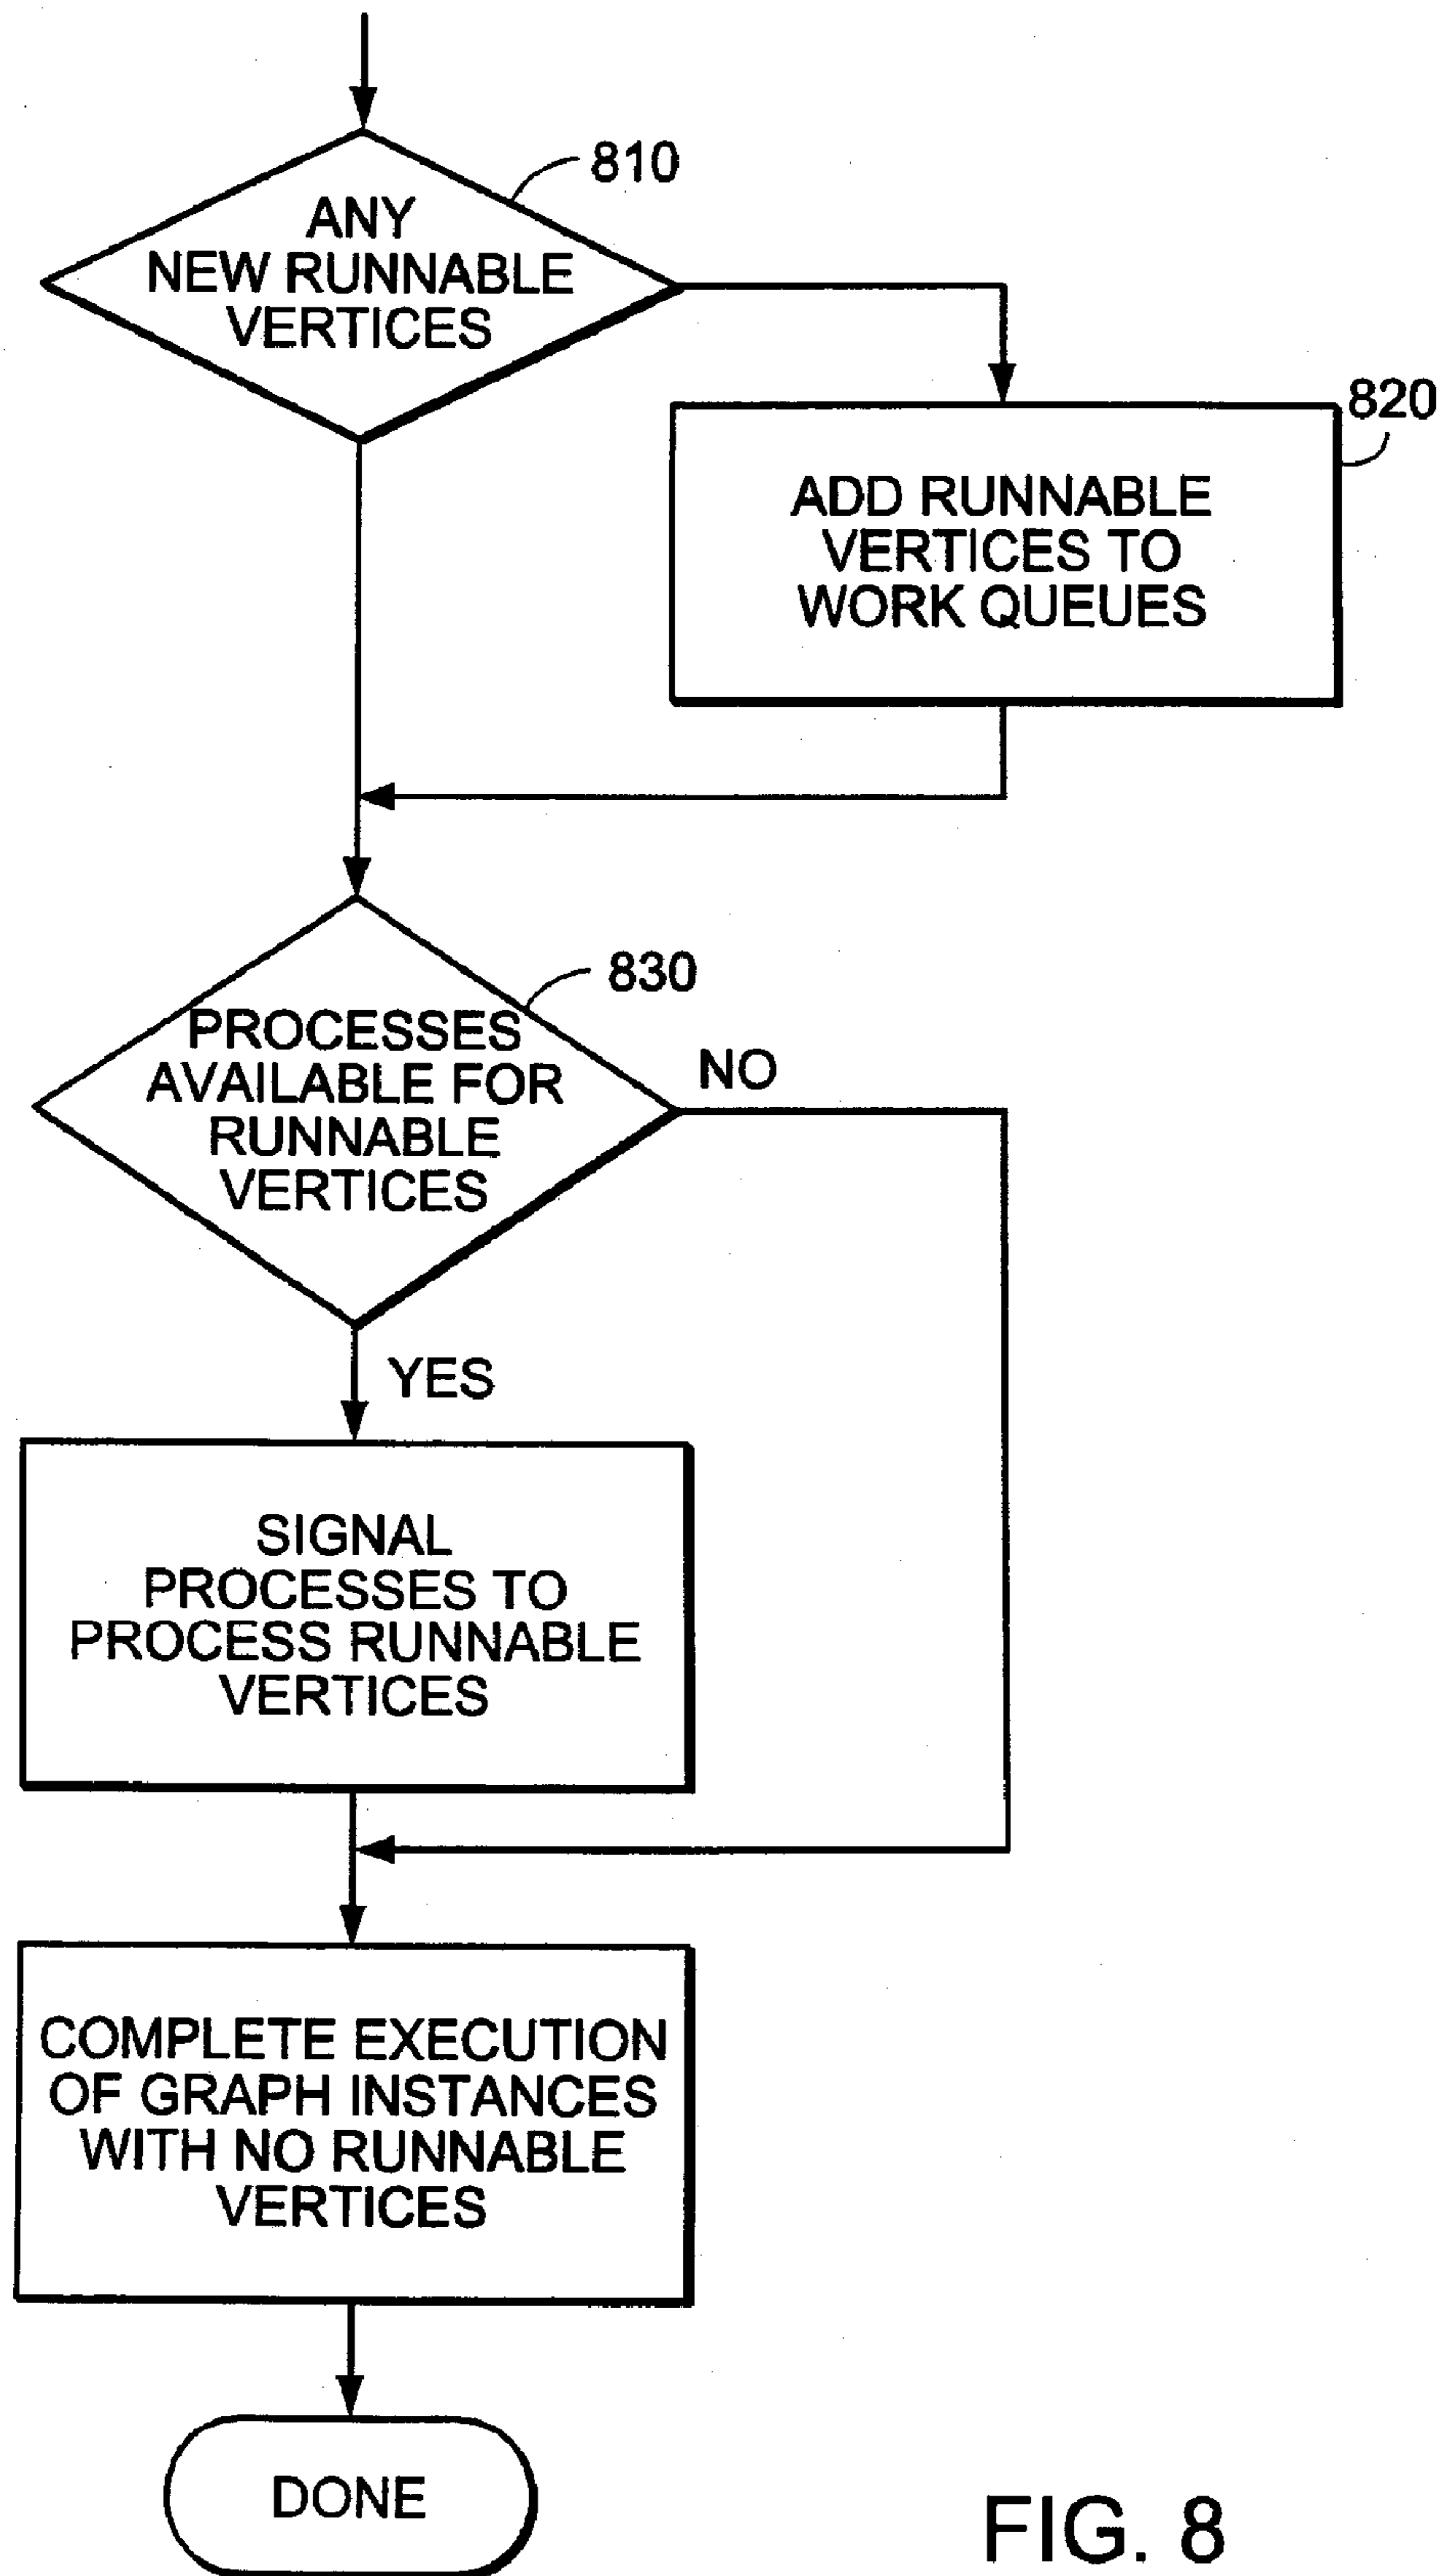 810
ANY
NEW RUNNABLE
VERTICES
820
ADD RUNNABLE
VERTICES TO
WORK QUEUES
830
PROCESSES
AVAILABLE FOR
RUNNABLE
VERTICES
NO
YES
SIGNAL
PROCESSES TO
PROCESS RUNNABLE
VERTICES
COMPLETE EXECUTION
OF GRAPH INSTANCES
WITH NO RUNNABLE
VERTICES
DONE
FIG. 8